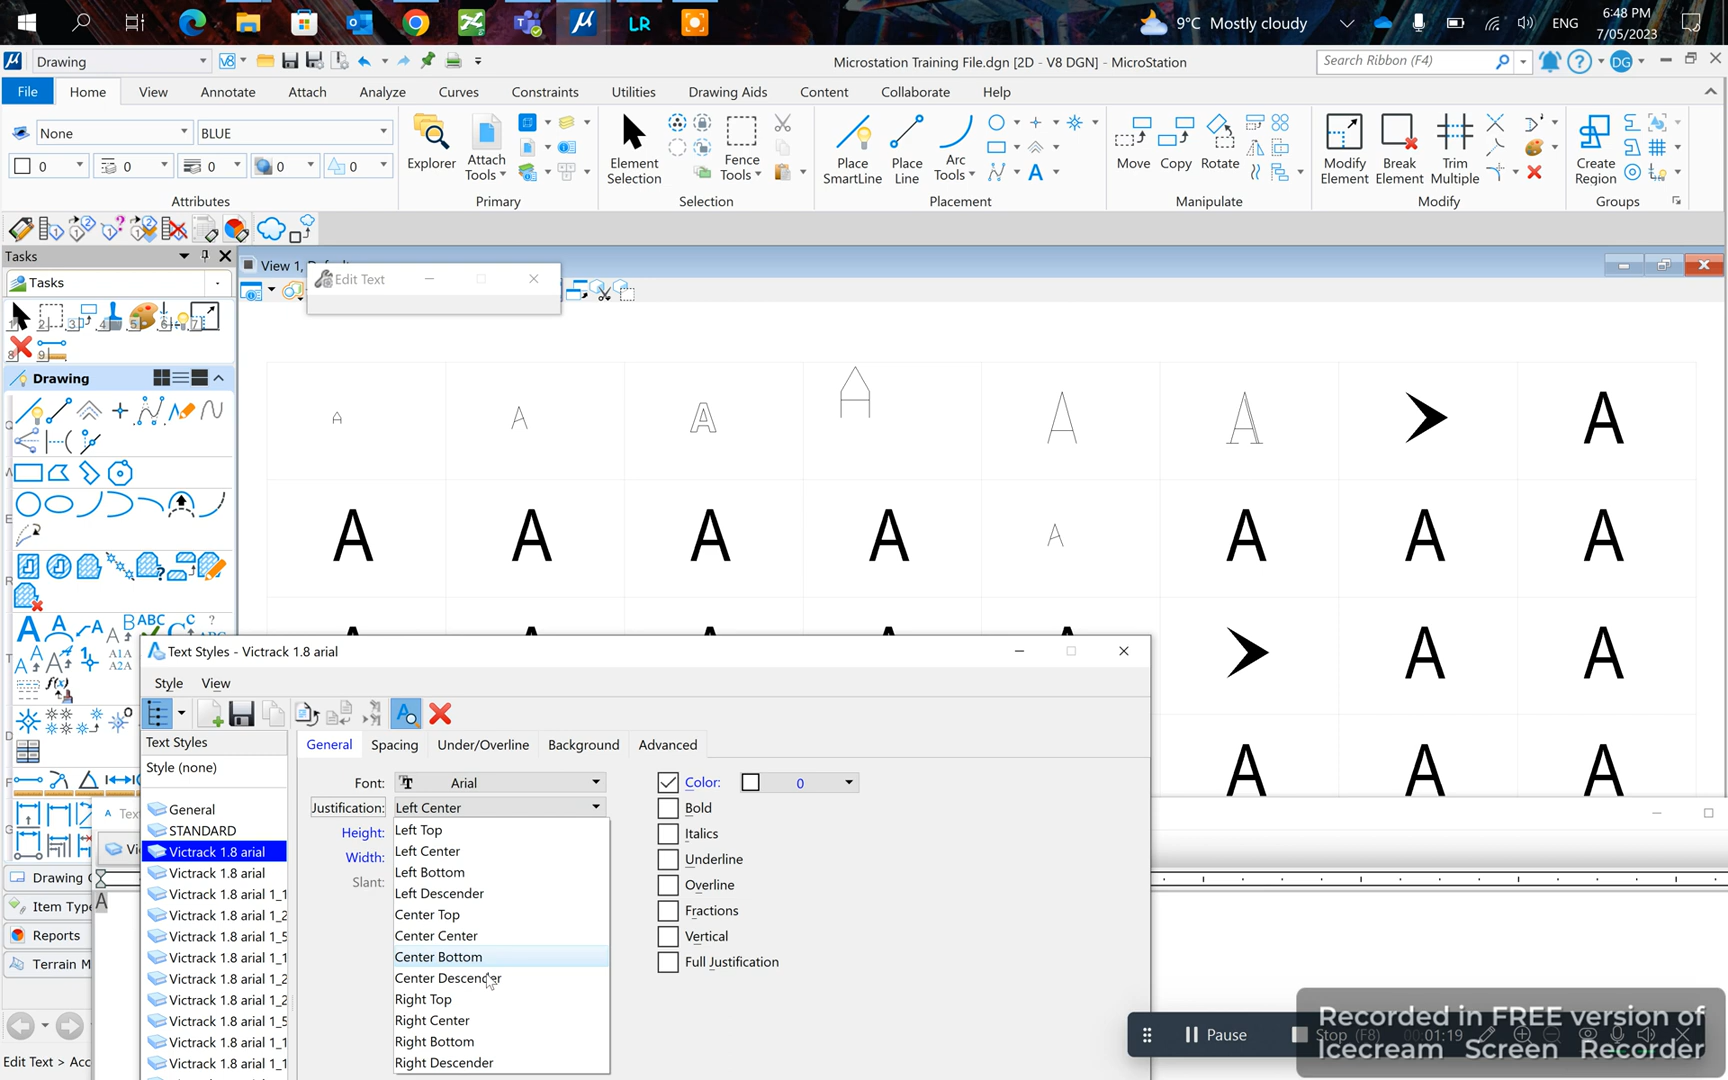 9°C Mostly cloudy
ENG
6:48 PM
7/05/2023
Drawing
V8
Microstation Training File.dgn [2D - V8 DGN] - MicroStation
Search Ribbon (F4)
DG
File Home View Annotate Attach Analyze Curves Constraints Utilities Drawing Aids Content Collaborate Help
None
BLUE
0 0 0 0 0
Explorer
Attach Tools
Element Selection
Fence Tools
Place SmartLine
Place Line
Arc Tools
Move
Copy
Rotate
Modify Element
Break Element
Trim Multiple
Create Region
Attributes
Primary
Selection
Placement
Manipulate
Modify
Groups
Tasks
View 1,
Edit Text
Tasks
Drawing
A A A A A A A
A A A A A A A A
A A
A
Text Styles - Victrack 1.8 arial
Style View
Text Styles
Style (none)
General
STANDARD
Victrack 1.8 arial
Victrack 1.8 arial
Victrack 1.8 arial 1_1
Victrack 1.8 arial 1_2
Victrack 1.8 arial 1_5
Victrack 1.8 arial 1_1
Victrack 1.8 arial 1_2
Victrack 1.8 arial 1_2
Victrack 1.8 arial 1_5
Victrack 1.8 arial 1_1
Victrack 1.8 arial 1_1
General Spacing Under/Overline Background Advanced
Font: Arial
Justification: Left Center
Height:
Width:
Slant:
Left Top
Left Center
Left Bottom
Left Descender
Center Top
Center Center
Center Bottom
Center Descender
Right Top
Right Center
Right Bottom
Right Descender
Color: 0
Bold
Italics
Underline
Overline
Fractions
Vertical
Full Justification
Item Type
Reports
Terrain M
Edit Text > Acc
Pause
Stop (F8)
00:01:19
Recorded in FREE version of
Icecream Screen Recorder